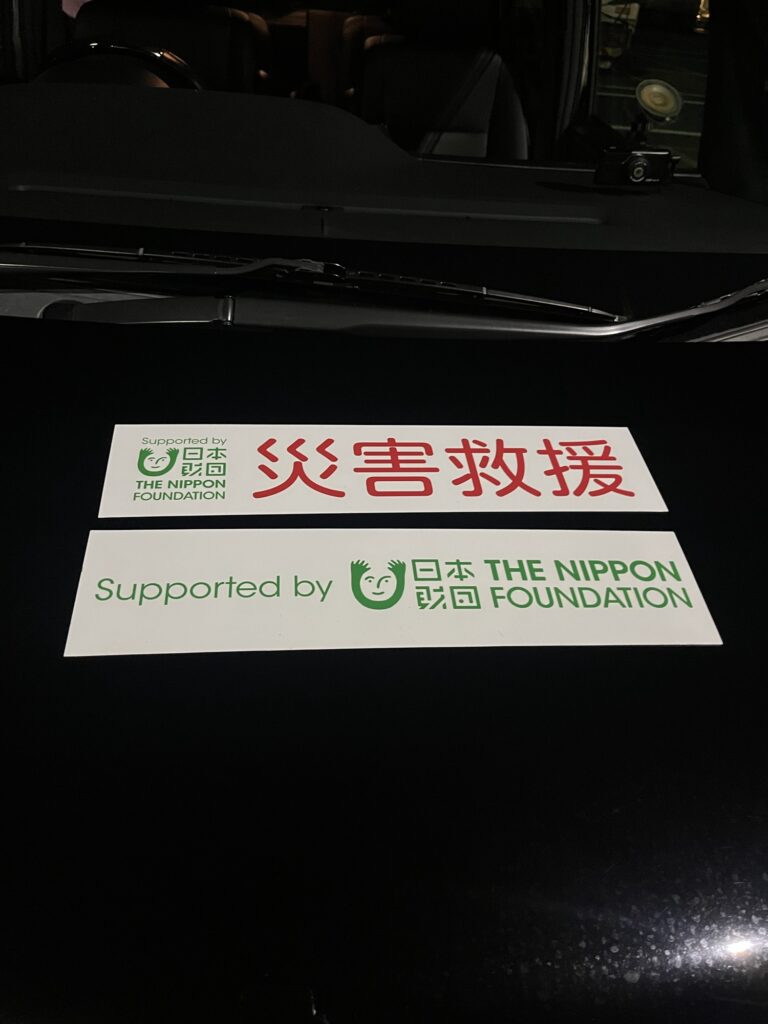 Supported by
日本
財団
THE NIPPON
FOUNDATION
災害救援
Supported by
日本
財団
THE NIPPON
FOUNDATION